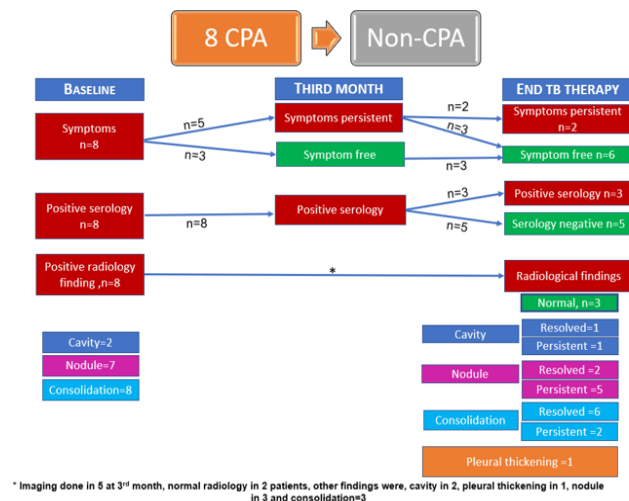 8 CPA
Non-CPA
BASELINE
THIRD MONTH
END TB THERAPY
Symptoms
n=8
n=5
n=3
Symptoms persistent
Symptom free
n=2
n=3
n=3
Symptoms persistent
n=2
Symptom free n=6
Positive serology
n=8
n=8
Positive serology
n=3
n=5
Positive serology n=3
Serology negative n=5
Positive radiology
finding ,n=8
*
Radiological findings
Normal, n=3
Cavity=2
Nodule=7
Consolidation=8
Cavity
Resolved=1
Persistent =1
Nodule
Resolved =2
Persistent =5
Consolidation
Resolved =6
Persistent =2
Pleural thickening =1
* Imaging done in 5 at 3rd month, normal radiology in 2 patients, other findings were, cavity in 2, pleural thickening in 1, nodule
in 3 and consolidation=3